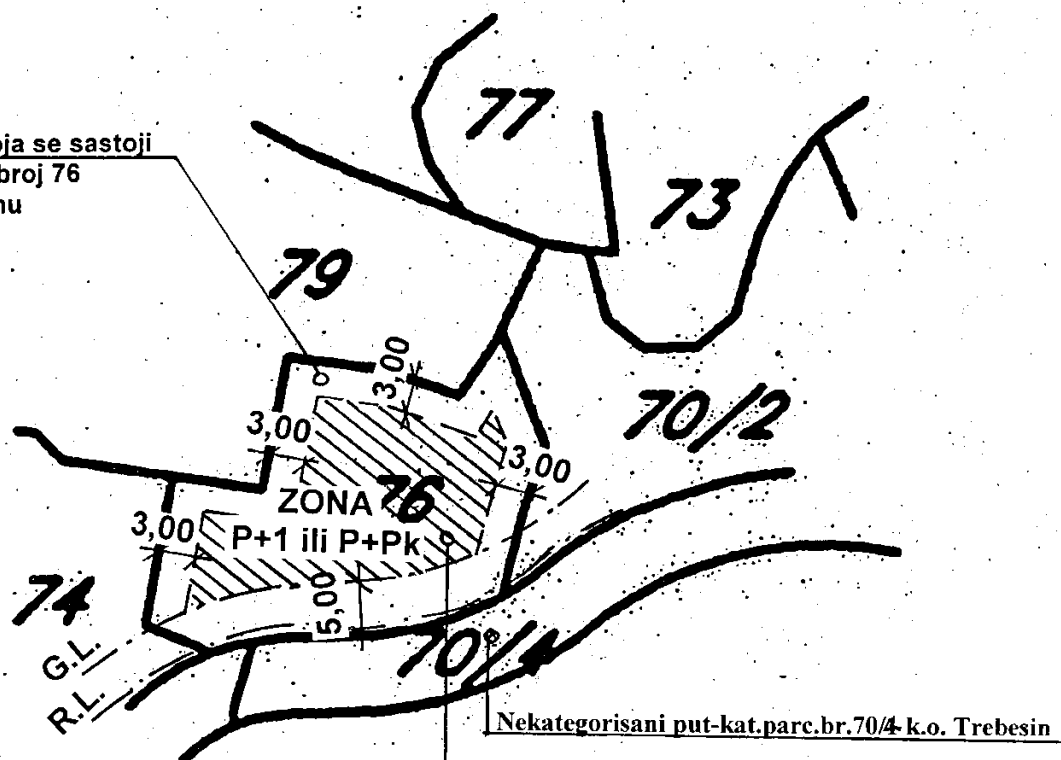 77
oja se sastoji
broj 76
nu
73
79
3,00
70/2
3,00
3,00
76
ZONA
P+1 ili P+Pk
3,00
74
5,00
70/4
G.L.
R.L.
Nekategorisani put-kat.parc.br.70/4 k.o. Trebesin